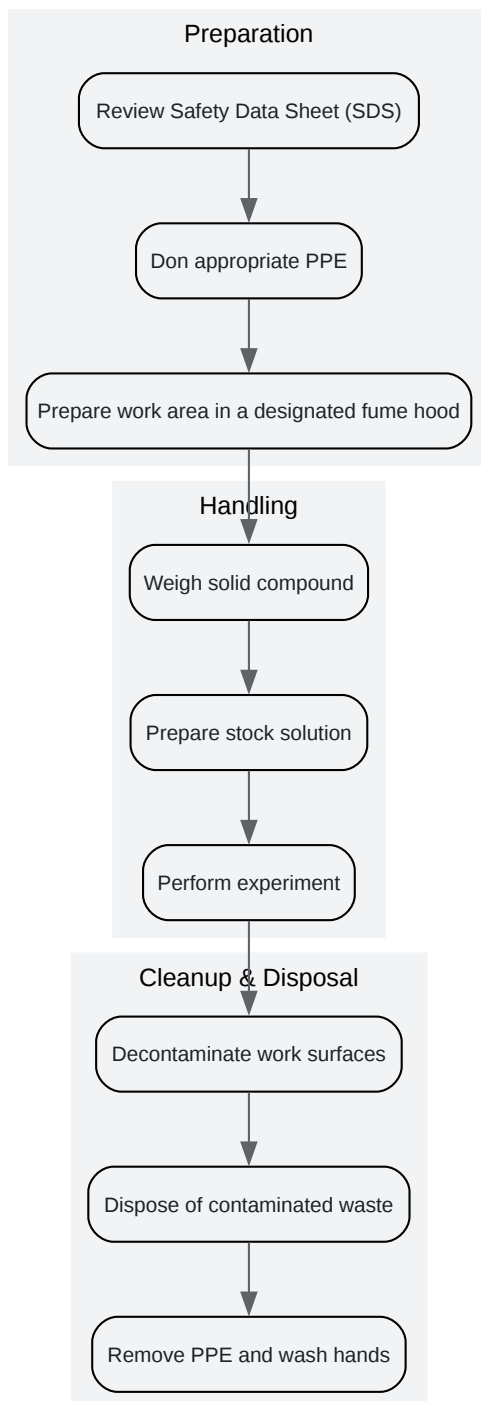 Preparation
Review Safety Data Sheet (SDS)
Don appropriate PPE
Prepare work area in a designated fume hood
Handling
Weigh solid compound
Prepare stock solution
Perform experiment
Cleanup & Disposal
Decontaminate work surfaces
Dispose of contaminated waste
Remove PPE and wash hands